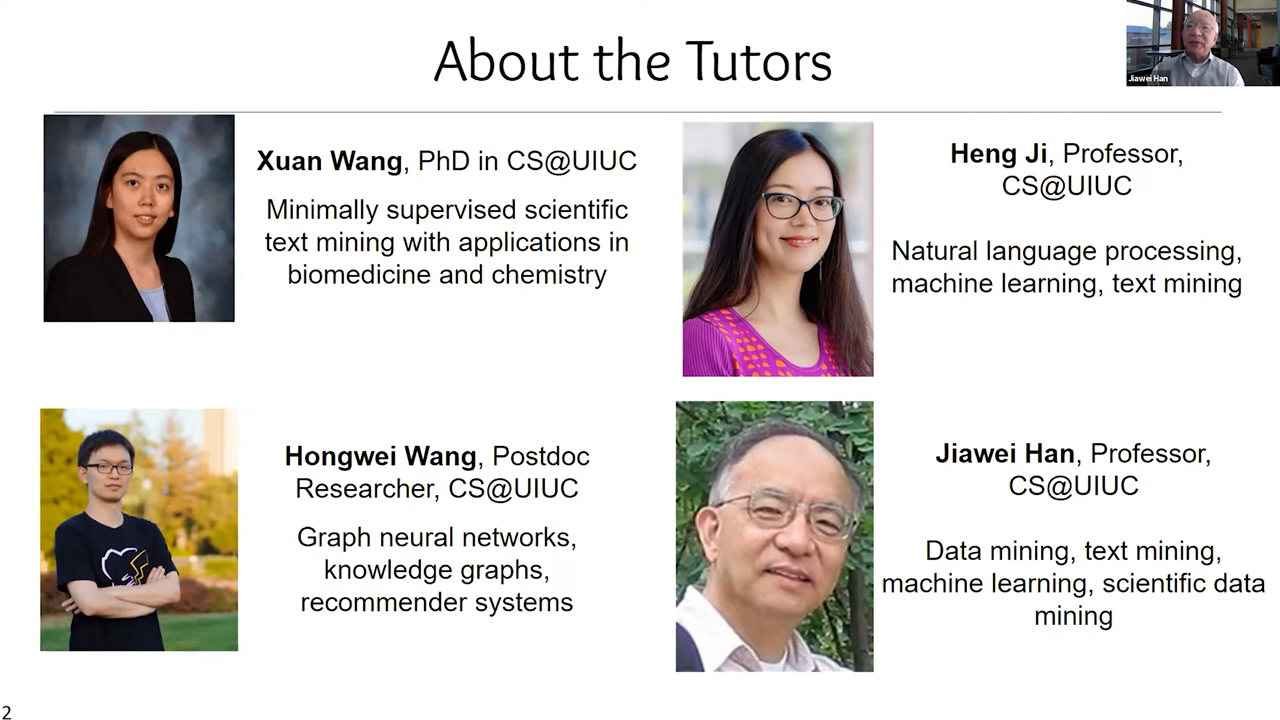 About the Tutors
Jiawei Han
Xuan Wang, PhD in CS@UIUC
Minimally supervised scientific
text mining with applications in
biomedicine and chemistry
Heng Ji, Professor,
CS@UIUC
Natural language processing,
machine learning, text mining
Hongwei Wang, Postdoc
Researcher, CS@UIUC
Graph neural networks,
knowledge graphs,
recommender systems
Jiawei Han, Professor,
CS@UIUC
Data mining, text mining,
machine learning, scientific data
mining
2